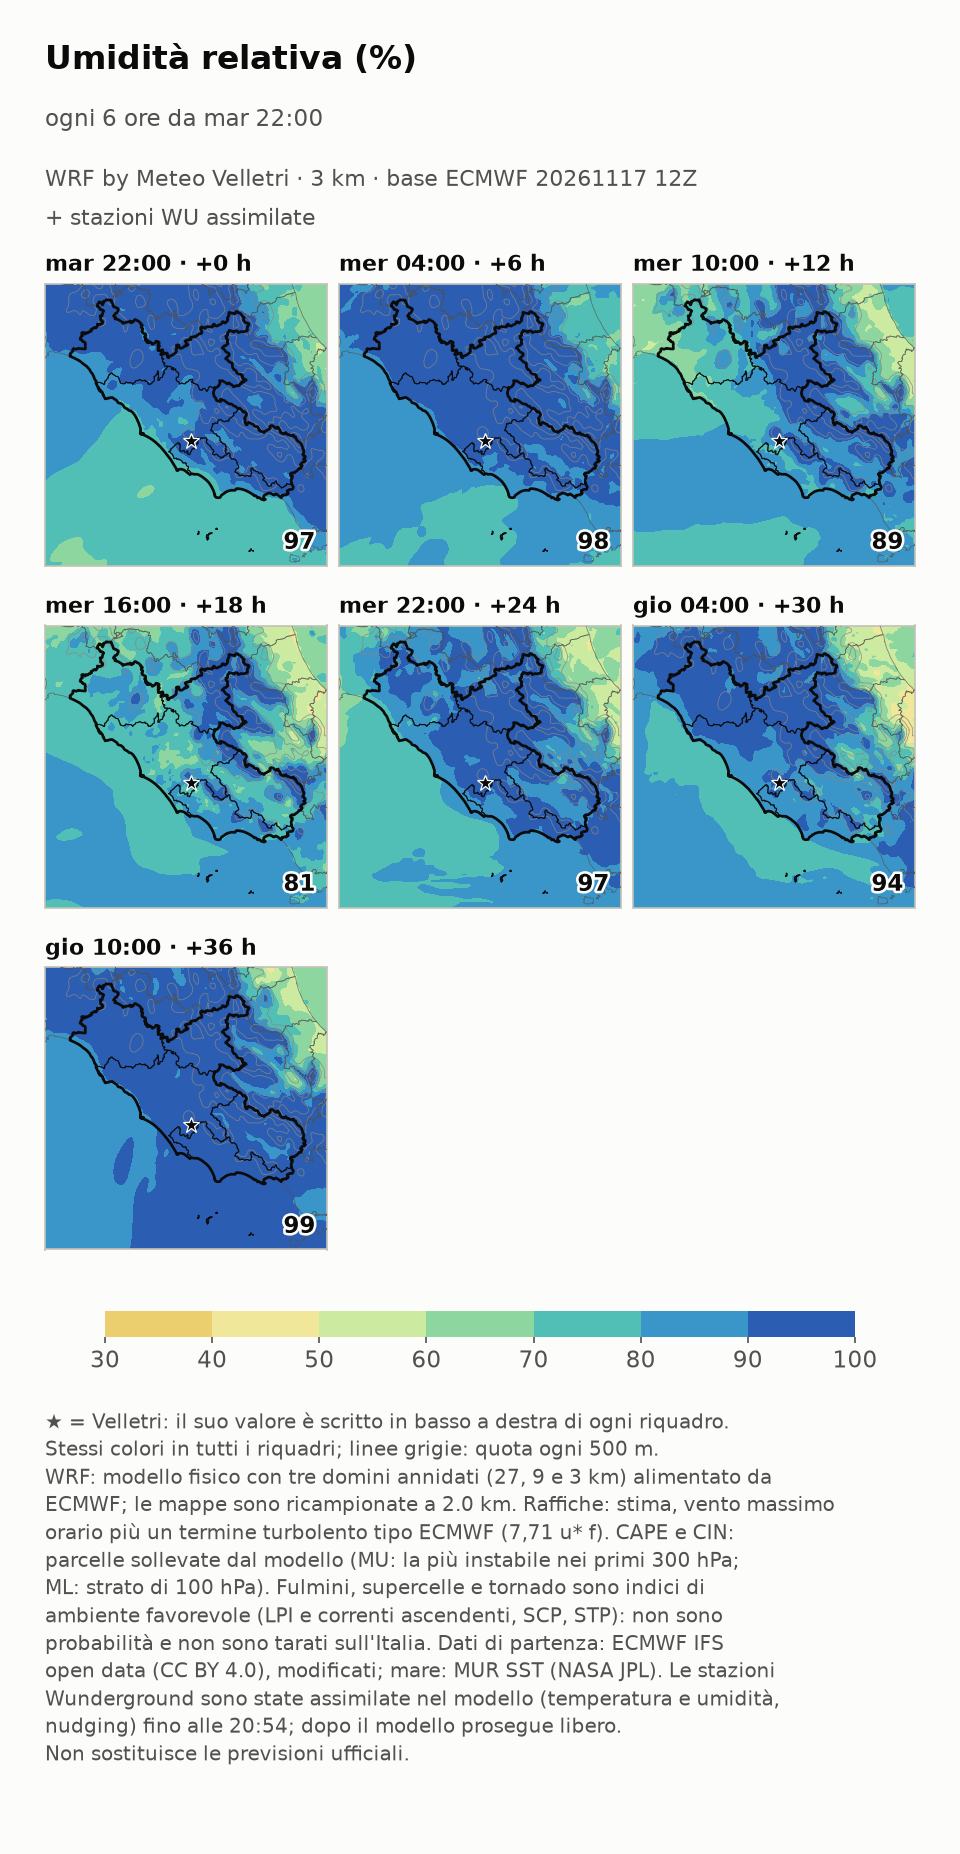 Umidità relativa (%)
ogni 6 ore da mar 22:00
WRF by Meteo Velletri · 3 km · base ECMWF 20261117 12Z
+ stazioni WU assimilate
mar 22:00 · +0 h
mer 04:00 · +6 h
mer 10:00 · +12 h
97
98
89
mer 16:00 · +18 h
mer 22:00 · +24 h
gio 04:00 · +30 h
81
97
94
gio 10:00 · +36 h
99
30 40 50 60 70 80 90 100
★ = Velletri: il suo valore è scritto in basso a destra di ogni riquadro.
Stessi colori in tutti i riquadri; linee grigie: quota ogni 500 m.
WRF: modello fisico con tre domini annidati (27, 9 e 3 km) alimentato da
ECMWF; le mappe sono ricampionate a 2.0 km. Raffiche: stima, vento massimo
orario più un termine turbolento tipo ECMWF (7,71 u* f). CAPE e CIN:
parcelle sollevate dal modello (MU: la più instabile nei primi 300 hPa;
ML: strato di 100 hPa). Fulmini, supercelle e tornado sono indici di
ambiente favorevole (LPI e correnti ascendenti, SCP, STP): non sono
probabilità e non sono tarati sull'Italia. Dati di partenza: ECMWF IFS
open data (CC BY 4.0), modificati; mare: MUR SST (NASA JPL). Le stazioni
Wunderground sono state assimilate nel modello (temperatura e umidità,
nudging) fino alle 20:54; dopo il modello prosegue libero.
Non sostituisce le previsioni ufficiali.